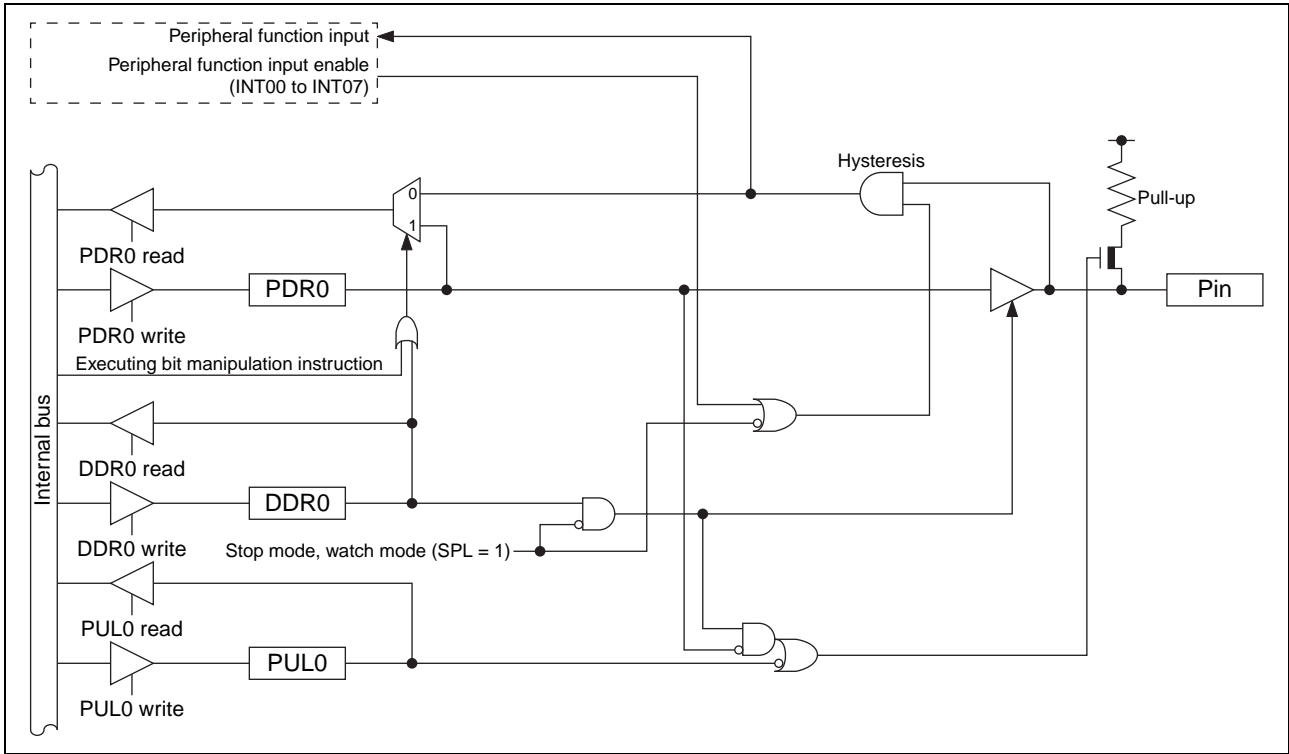 Peripheral function input
Peripheral function input enable
(INT00 to INT07)
Hysteresis
0
Pull-up
1
PDR0 read
PDR0
Pin
PDR0 write
Executing bit manipulation instruction
Internal bus
DDR0 read
DDR0
DDR0 write
Stop mode, watch mode (SPL = 1)
PUL0 read
PUL0
PUL0 write